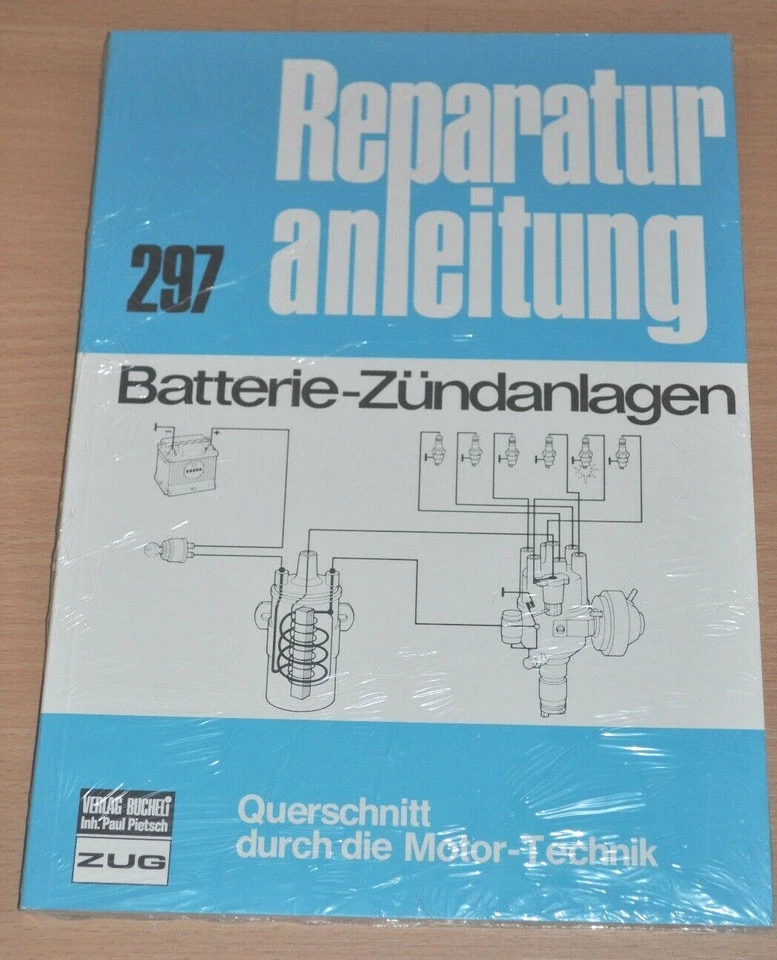 Reparatur
anleitung
297
Batterie-Zündanlagen
- +
VERLAG BUCHELI
Inh. Paul Pietsch
ZUG
Querschnitt
durch die Motor-Technik